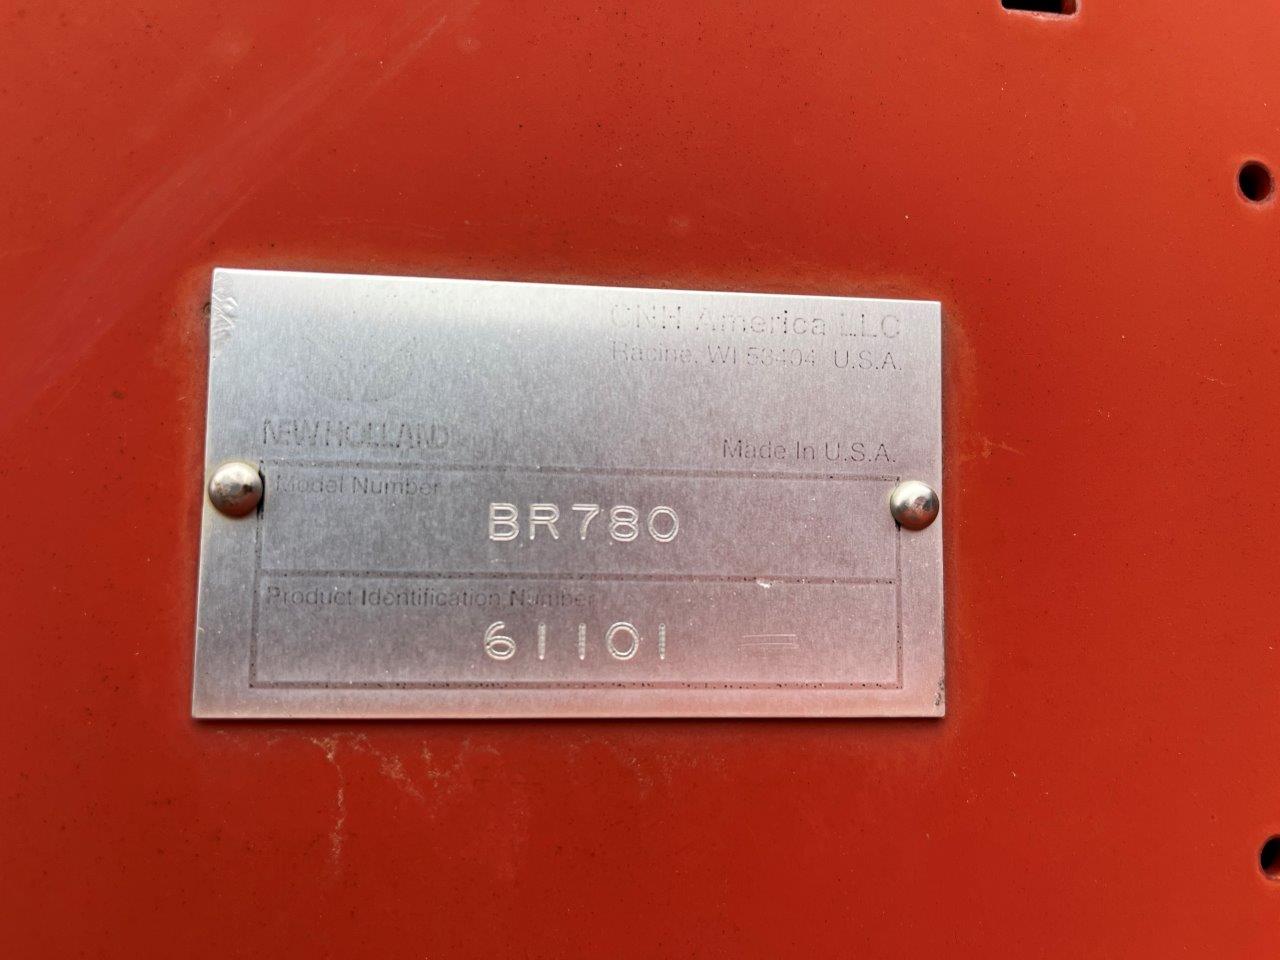 CNH America LLC
Racine, WI 53404 U.S.A.
NEW HOLLAND
Made In U.S.A.
Model Number
BR780
Product Identification Number
61101